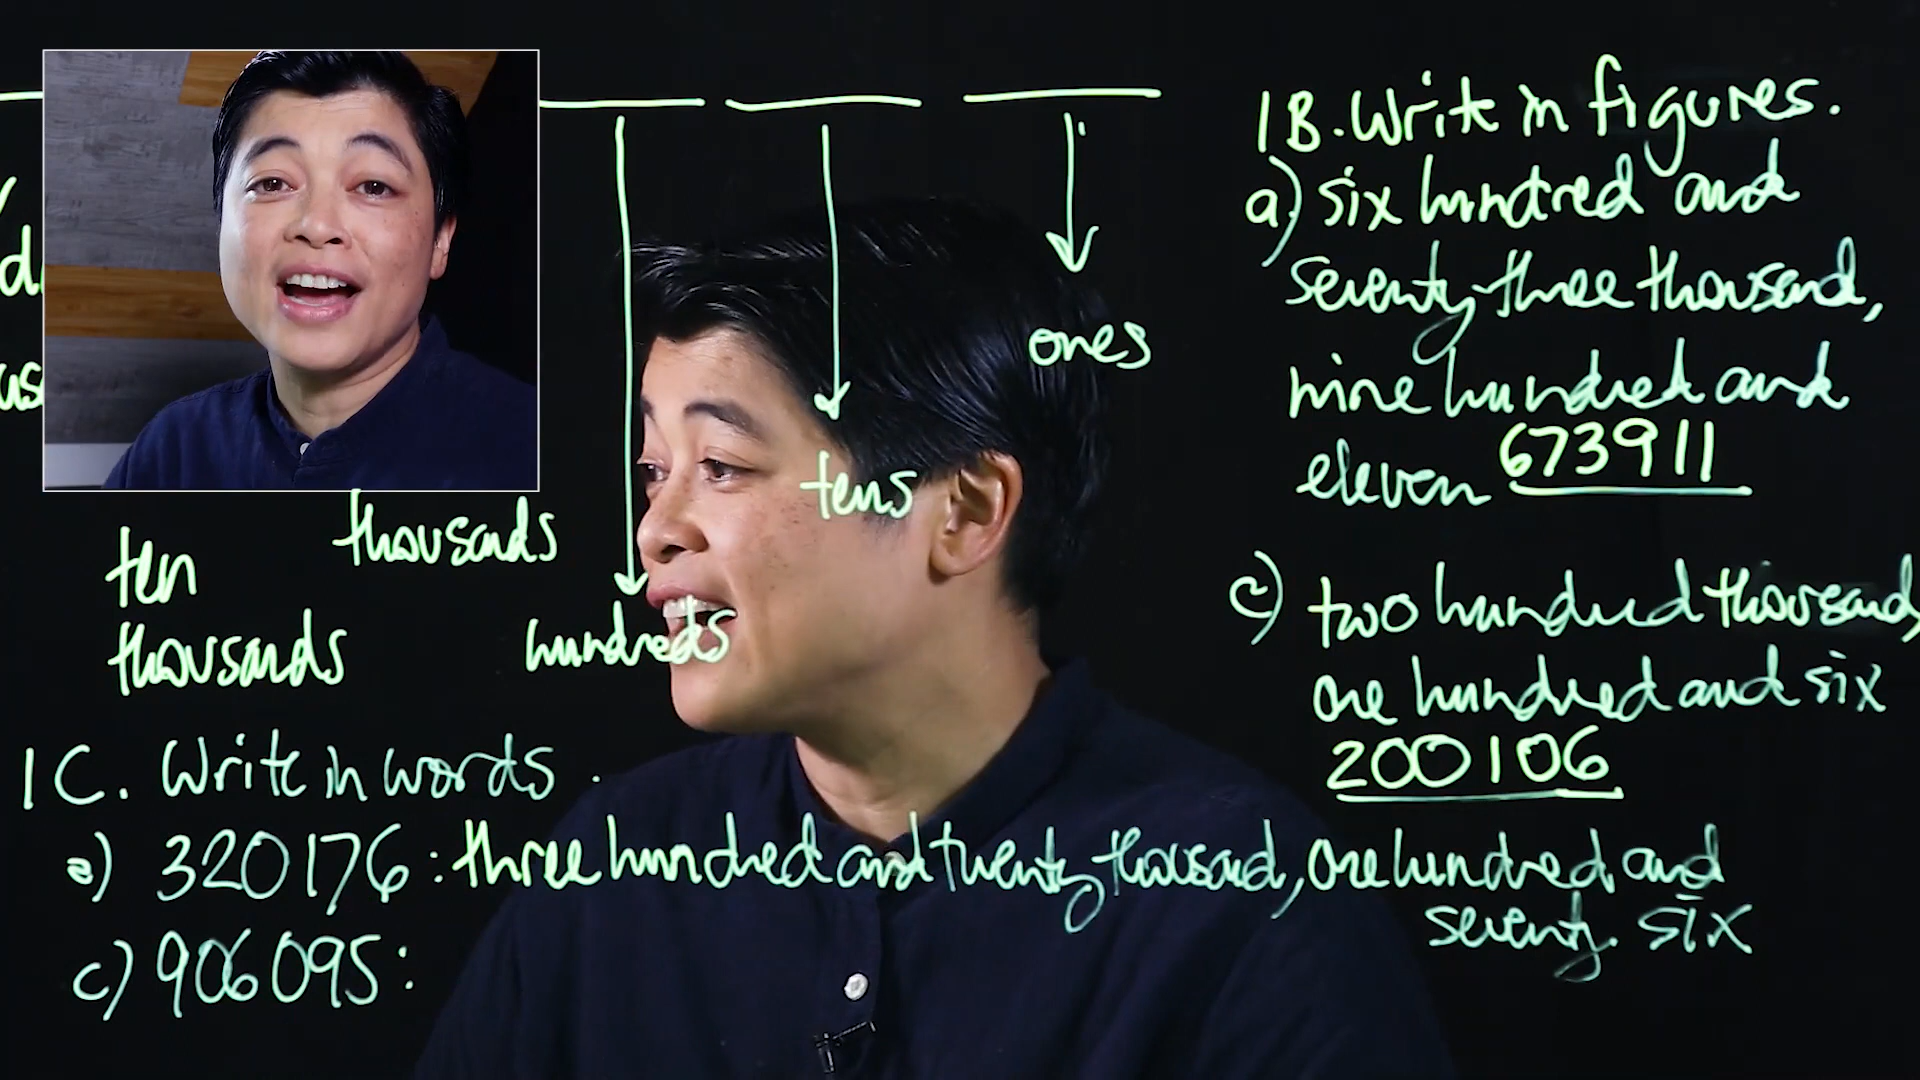 ones
tens
thousands
ten
thousands
hundreds
1B. Write in figures.
a) six hundred and
seventy-three thousand,
nine hundred and
eleven 673911
c) two hundred thousand,
one hundred and six
200106
1C. Write in words.
a) 320176: three hundred and twenty thousand, one hundred and
seventy-six
c) 906095: